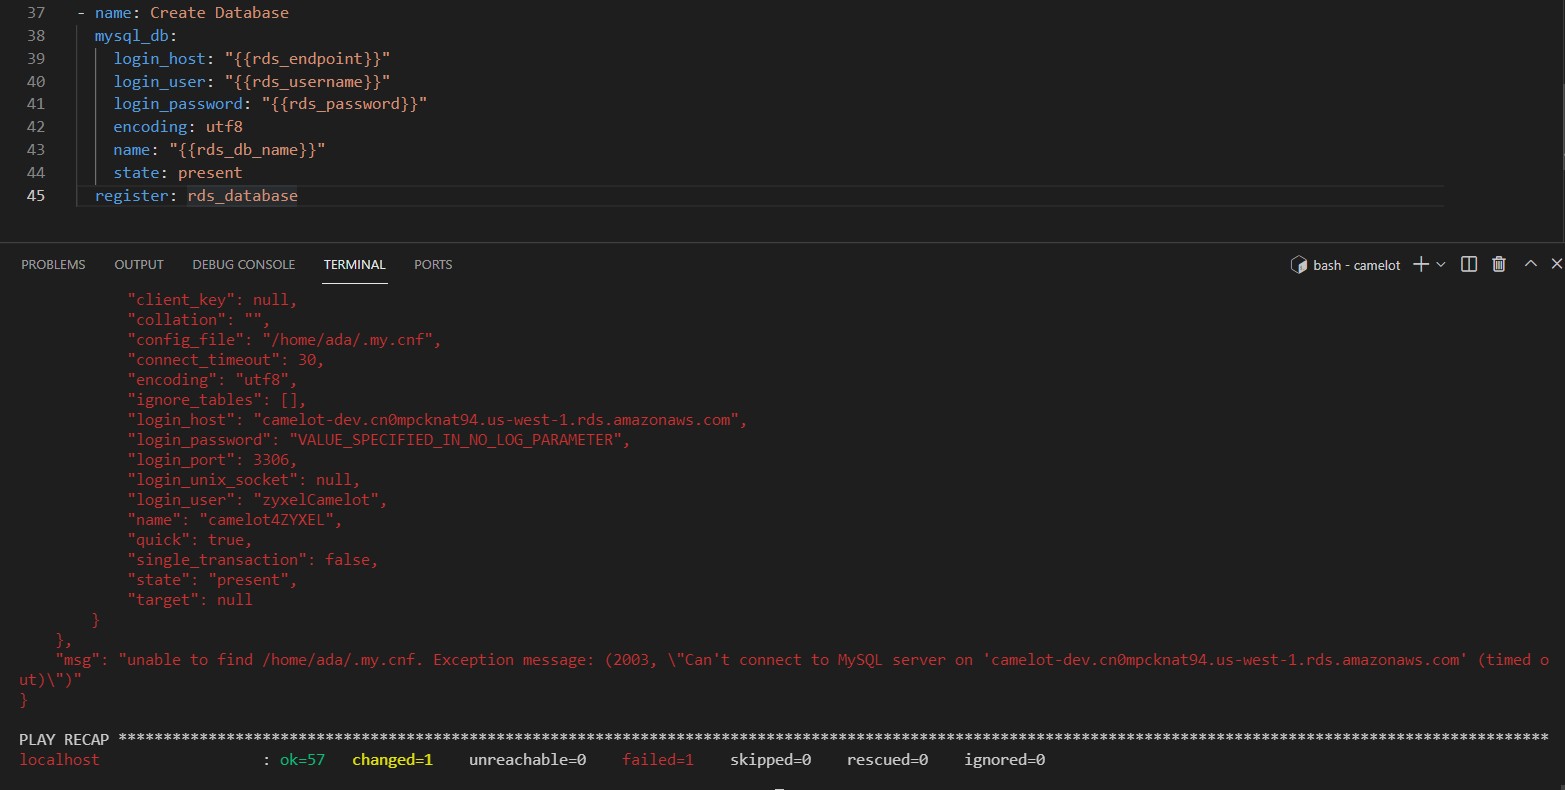 37 - name: Create Database
38 mysql_db:
39 login_host: "{{rds_endpoint}}"
40 login_user: "{{rds_username}}"
41 login_password: "{{rds_password}}"
42 encoding: utf8
43 name: "{{rds_db_name}}"
44 state: present
45 register: rds_database
PROBLEMS OUTPUT DEBUG CONSOLE TERMINAL PORTS bash - camelot
"client_key": null,
"collation": "",
"config_file": "/home/ada/.my.cnf",
"connect_timeout": 30,
"encoding": "utf8",
"ignore_tables": [],
"login_host": "camelot-dev.cn0mpcknat94.us-west-1.rds.amazonaws.com",
"login_password": "VALUE_SPECIFIED_IN_NO_LOG_PARAMETER",
"login_port": 3306,
"login_unix_socket": null,
"login_user": "zyxelCamelot",
"name": "camelot4ZYXEL",
"quick": true,
"single_transaction": false,
"state": "present",
"target": null
}
},
"msg": "unable to find /home/ada/.my.cnf. Exception message: (2003, \"Can't connect to MySQL server on 'camelot-dev.cn0mpcknat94.us-west-1.rds.amazonaws.com' (timed o
ut)\")"
}
PLAY RECAP ***************************************************************************************************************************************************************
localhost : ok=57 changed=1 unreachable=0 failed=1 skipped=0 rescued=0 ignored=0